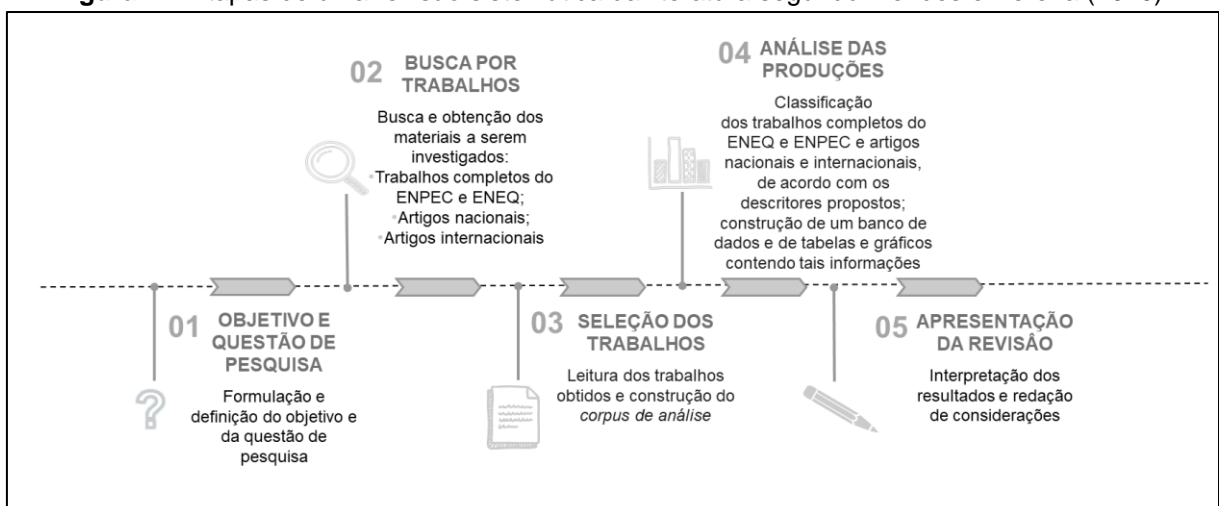 02 BUSCA POR
TRABALHOS
Busca e obtenção dos
materiais a serem
investigados:
•Trabalhos completos do
ENPEC e ENEQ;
•Artigos nacionais;
•Artigos internacionais
04 ANÁLISE DAS
PRODUÇÕES
Classificação
dos trabalhos completos do
ENEQ e ENPEC e artigos
nacionais e internacionais,
de acordo com os
descritores propostos;
construção de um banco de
dados e de tabelas e gráficos
contendo tais informações
01 OBJETIVO E
QUESTÃO DE
PESQUISA
?
Formulação e
definição do objetivo e
da questão de
pesquisa
03 SELEÇÃO DOS
TRABALHOS
Leitura dos trabalhos
obtidos e construção do
corpus de análise
05 APRESENTAÇÃO
DA REVISÂO
Interpretação dos
resultados e redação
de considerações